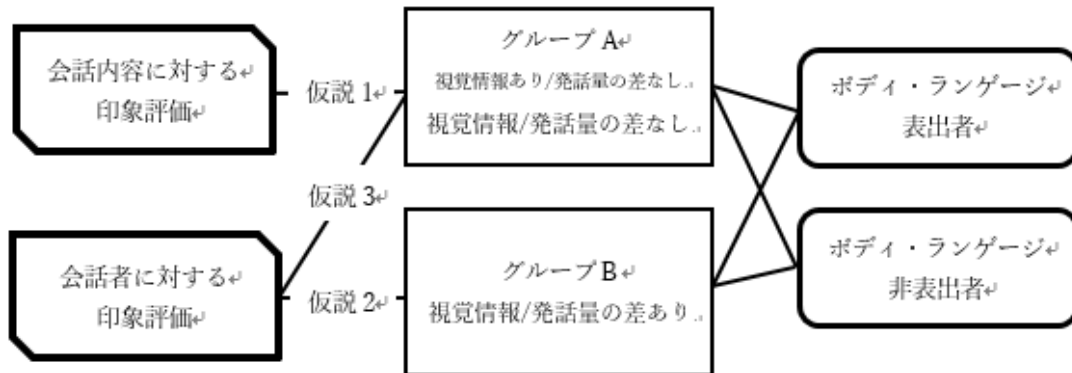 会話内容に対する
印象評価
仮説 1
グループ A
視覚情報あり/発話量の差なし
視覚情報/発話量の差なし
ボディ・ランゲージ
表出者
仮説 3
会話者に対する
印象評価
仮説 2
グループ B
視覚情報/発話量の差あり
ボディ・ランゲージ
非表出者